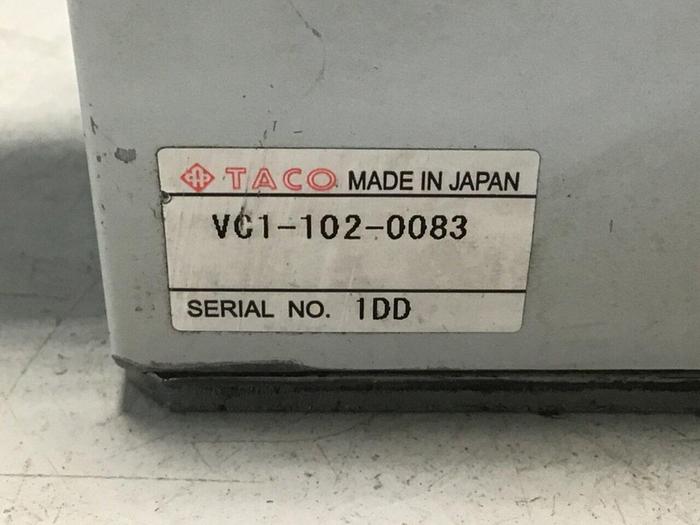 TACO MADE IN JAPAN
VC1-102-0083
SERIAL NO. 1DD